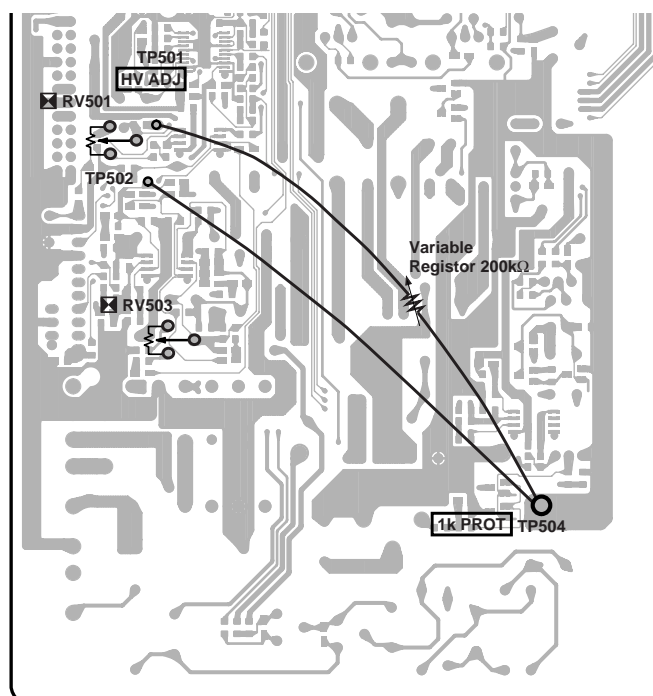 TP501
HV ADJ
RV501
TP502
Variable
Registor 200kΩ
RV503
1k PROT TP504